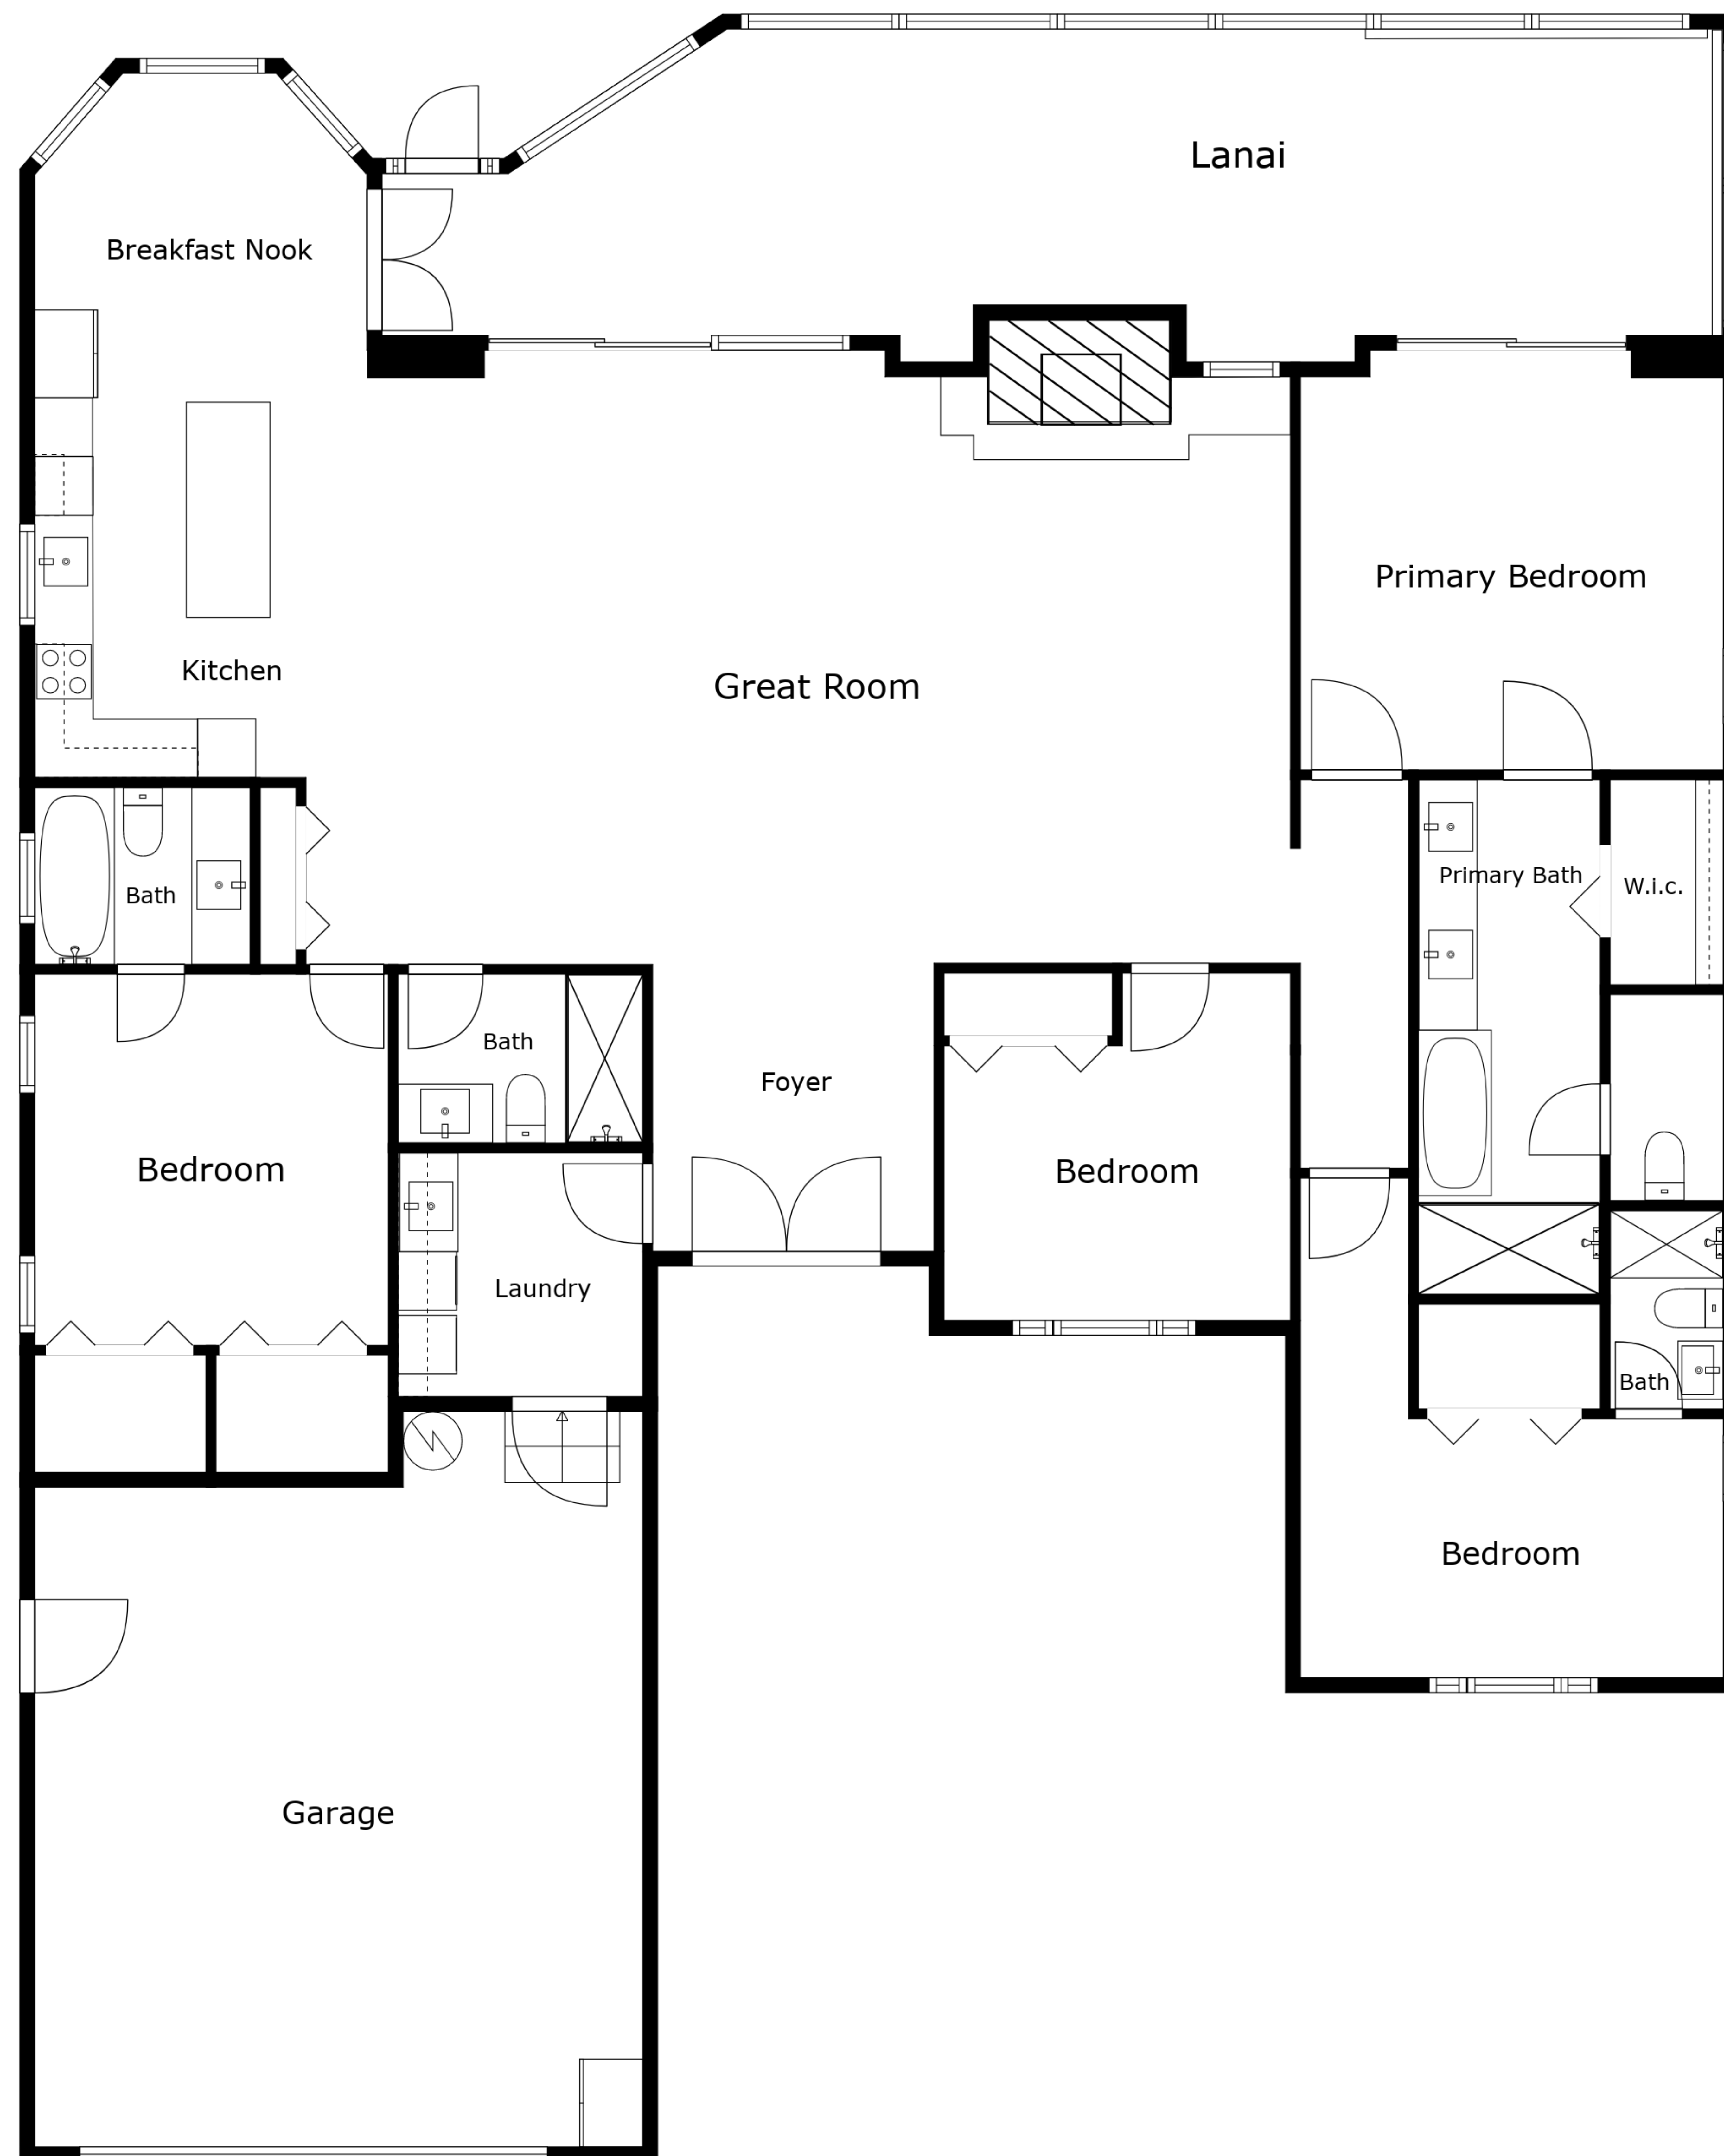 Lanai
Breakfast Nook
Primary Bedroom
Kitchen
Great Room
Primary Bath
W.i.c.
Bath
Bath
Foyer
Bedroom
Bedroom
Laundry
Bath
Bedroom
Garage